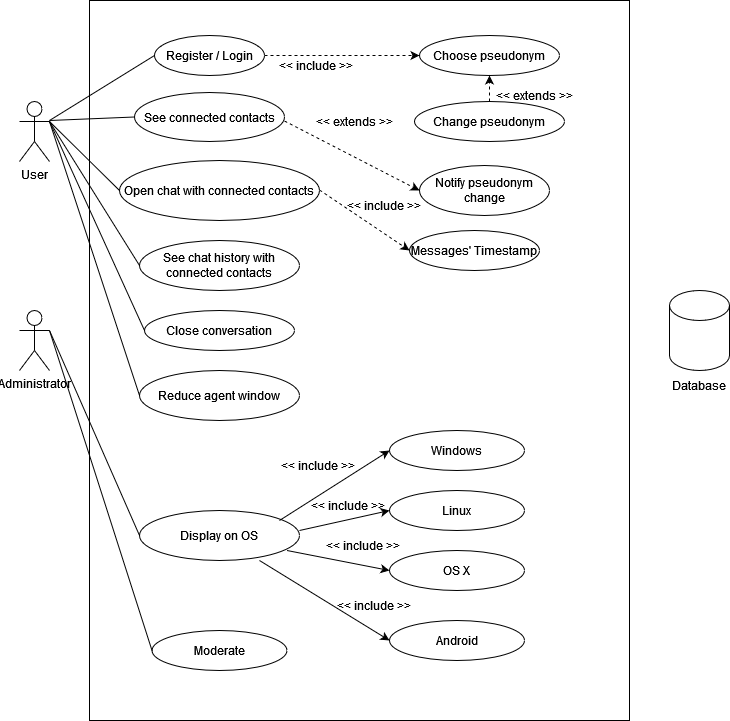 Register / Login
<< include >>
Choose pseudonym
<< extends >>
See connected contacts
<< extends >>
Change pseudonym
User
Open chat with connected contacts
<< include >>
Notify pseudonym
change
Messages' Timestamp
See chat history with
connected contacts
Close conversation
Administrator
Database
Reduce agent window
Windows
<< include >>
<< include >>
Linux
Display on OS
<< include >>
OS X
<< include >>
Android
Moderate